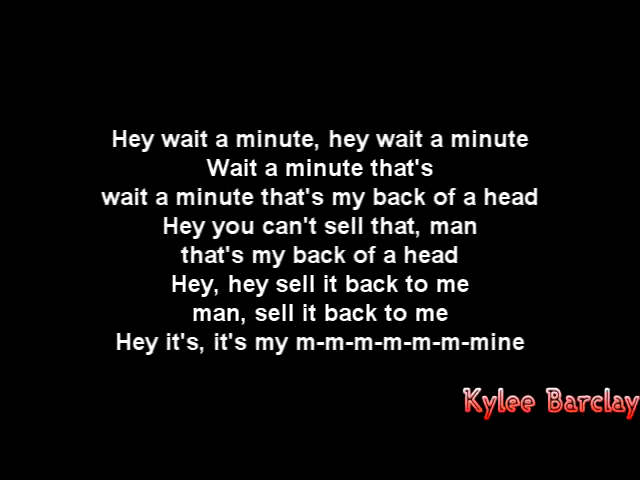 Hey wait a minute, hey wait a minute
Wait a minute that's
wait a minute that's my back of a head
Hey you can't sell that, man
that's my back of a head
Hey, hey sell it back to me
man, sell it back to me
Hey it's, it's my m-m-m-m-m-m-mine
Kylee Barclay